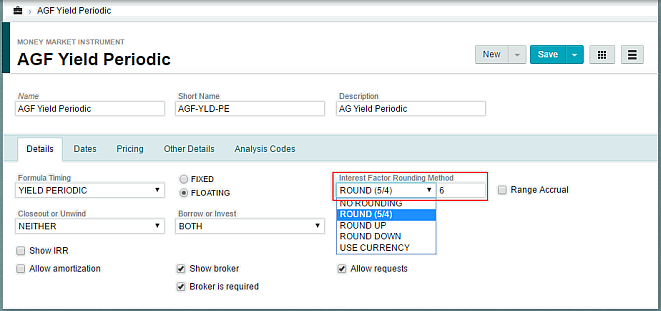 › AGF Yield Periodic
MONEY MARKET INSTRUMENT
AGF Yield Periodic
New Save
Name Short Name Description
AGF Yield Periodic AGF-YLD-PE AG Yield Periodic
Details Dates Pricing Other Details Analysis Codes
Formula Timing FIXED Interest Factor Rounding Method
YIELD PERIODIC FLOATING ROUND (5/4) 6 Range Accrual
NO ROUNDING
Closeout or Unwind Borrow or Invest ROUND (5/4)
NEITHER BOTH ROUND UP
ROUND DOWN
Show IRR USE CURRENCY
Allow amortization Show broker Allow requests
Broker is required